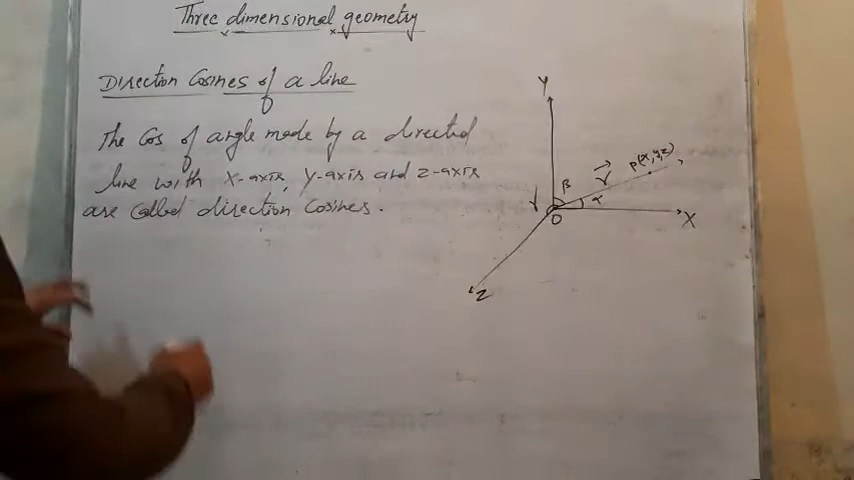 Three dimensional geometry
Direction Cosines of a line
The Cos of angle made by a directed
line with X-axis, Y-axis and Z-axis
are called direction Cosines.
Y
P(x,y,z)
r
β
α
γ
O
X
Z